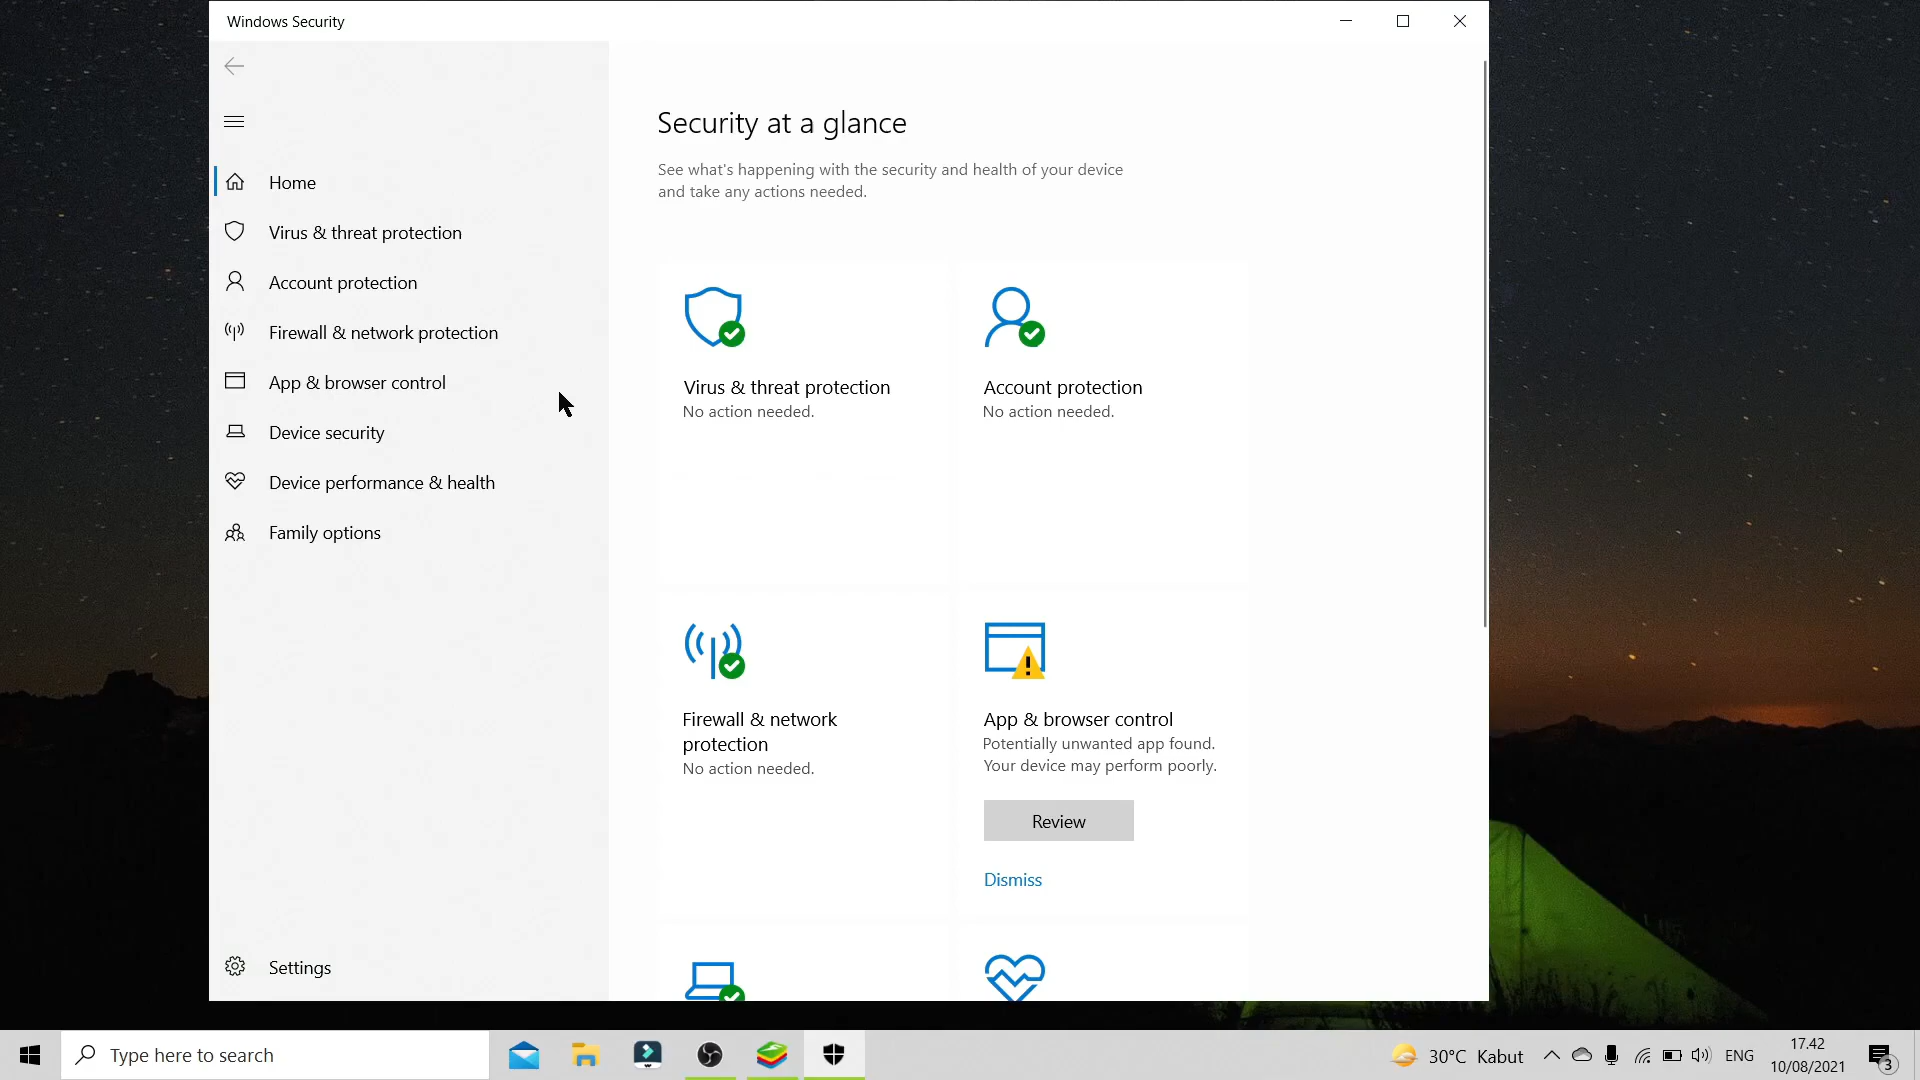 Windows Security
Home
Virus & threat protection
Account protection
Firewall & network protection
App & browser control
Device security
Device performance & health
Family options
Settings
Security at a glance
See what's happening with the security and health of your device
and take any actions needed.
Virus & threat protection
No action needed.
Account protection
No action needed.
Firewall & network
protection
No action needed.
App & browser control
Potentially unwanted app found.
Your device may perform poorly.
Review
Dismiss
Type here to search
30°C Kabut
ENG
17.42
10/08/2021
3